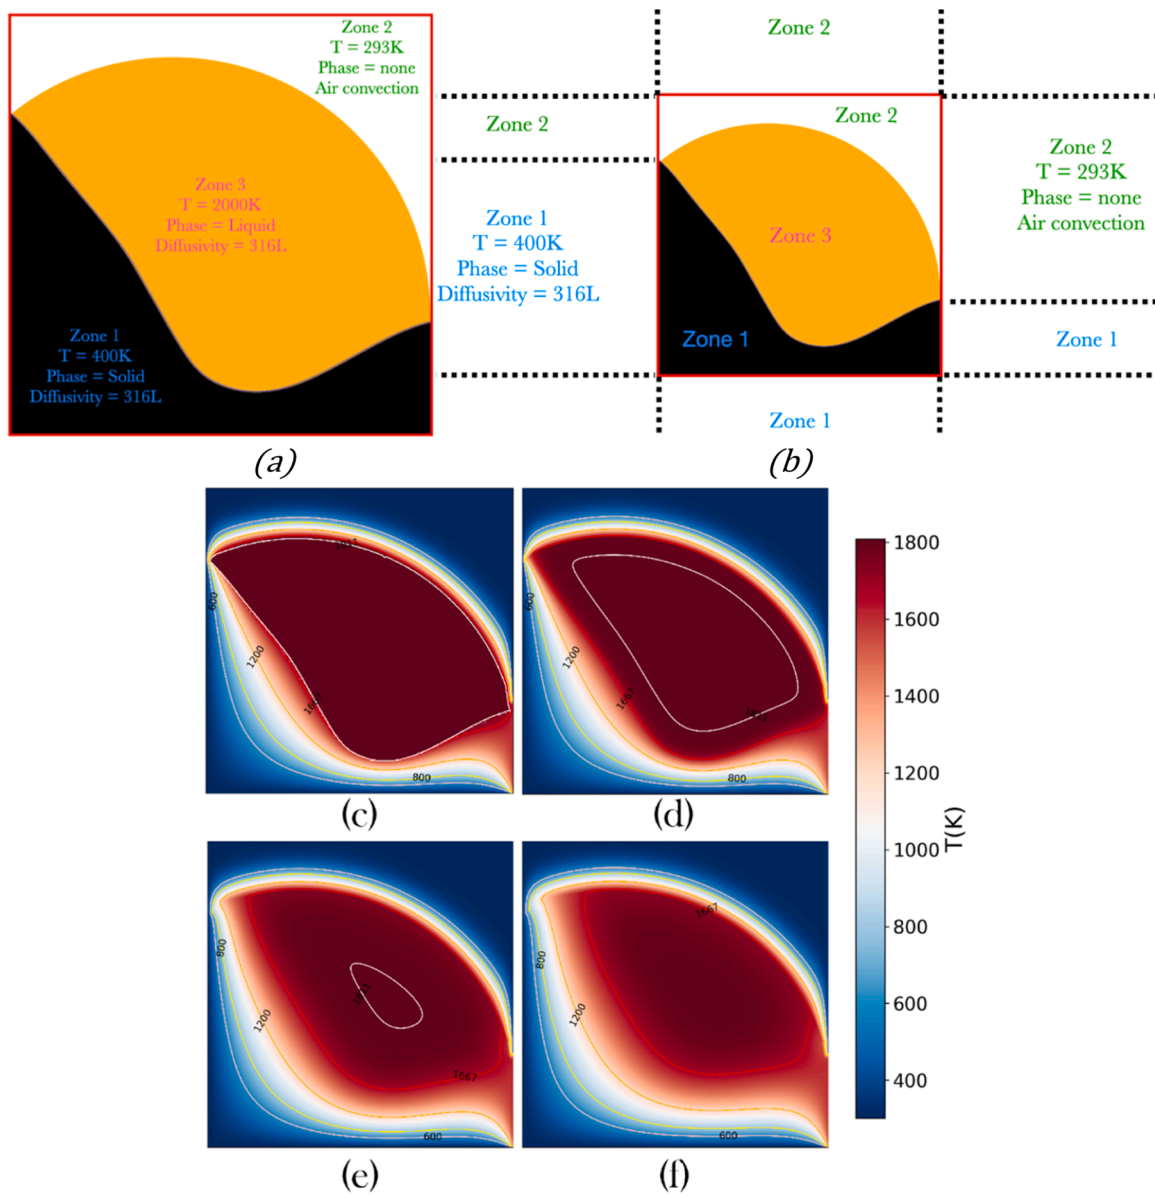 Zone 2
T = 293K
Phase = none
Air convection
Zone 3
T = 2000K
Phase = Liquid
Diffusivity = 316L
Zone 1
T = 400K
Phase = Solid
Diffusivity = 316L
(a)
Zone 2
Zone 2
Zone 2
Zone 2
T = 293K
Phase = none
Air convection
Zone 1
T = 400K
Phase = Solid
Diffusivity = 316L
Zone 3
Zone 1
Zone 1
Zone 1
(b)
600
1200
800
(c)
600
1200
1667
800
(d)
1800
1600
1400
1200
1000
800
600
400
T(K)
800
1200
1667
600
(e)
1667
800
1200
600
(f)